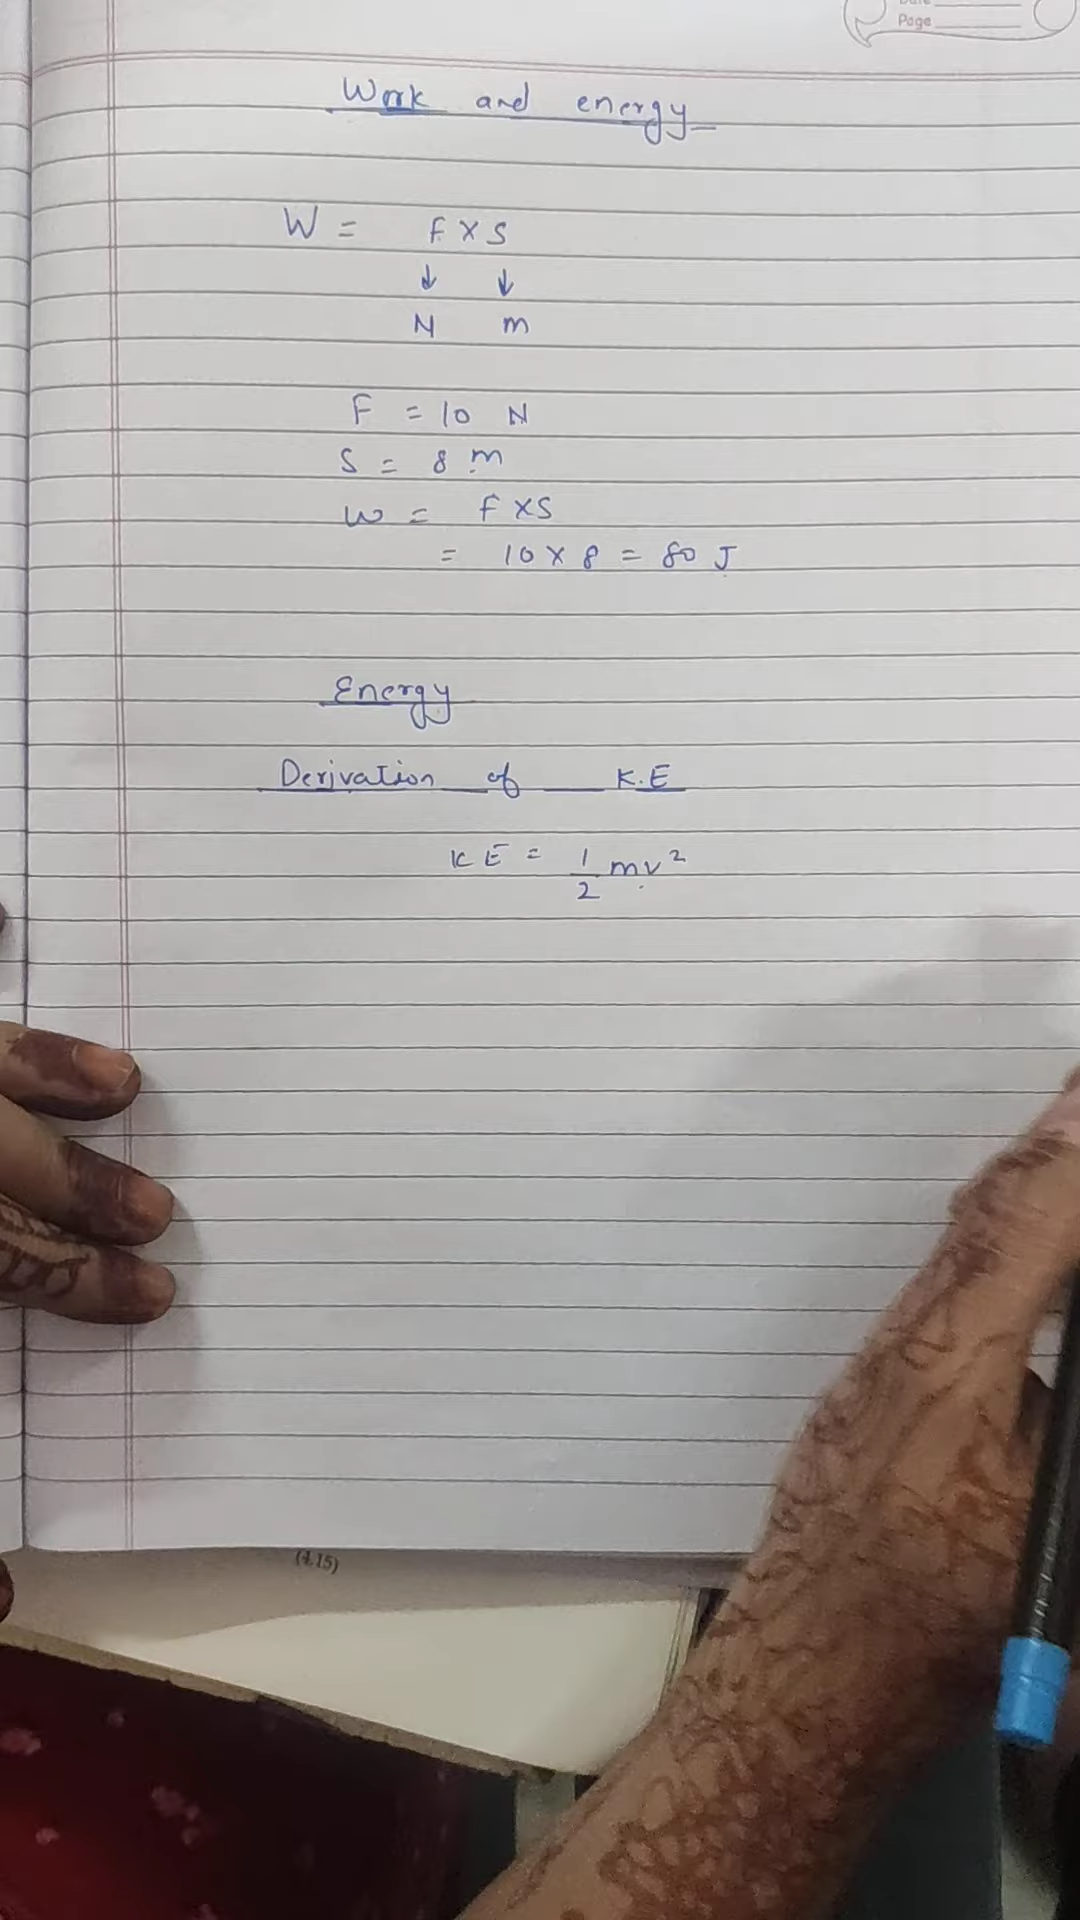 Page
Work and energy
W = F x S
↓ ↓
N m
F = 10 N
S = 8 m
W = F x S
= 10 x 8 = 80 J
Energy
Derivation of K.E
KE = 1/2 mv²
(4.15)